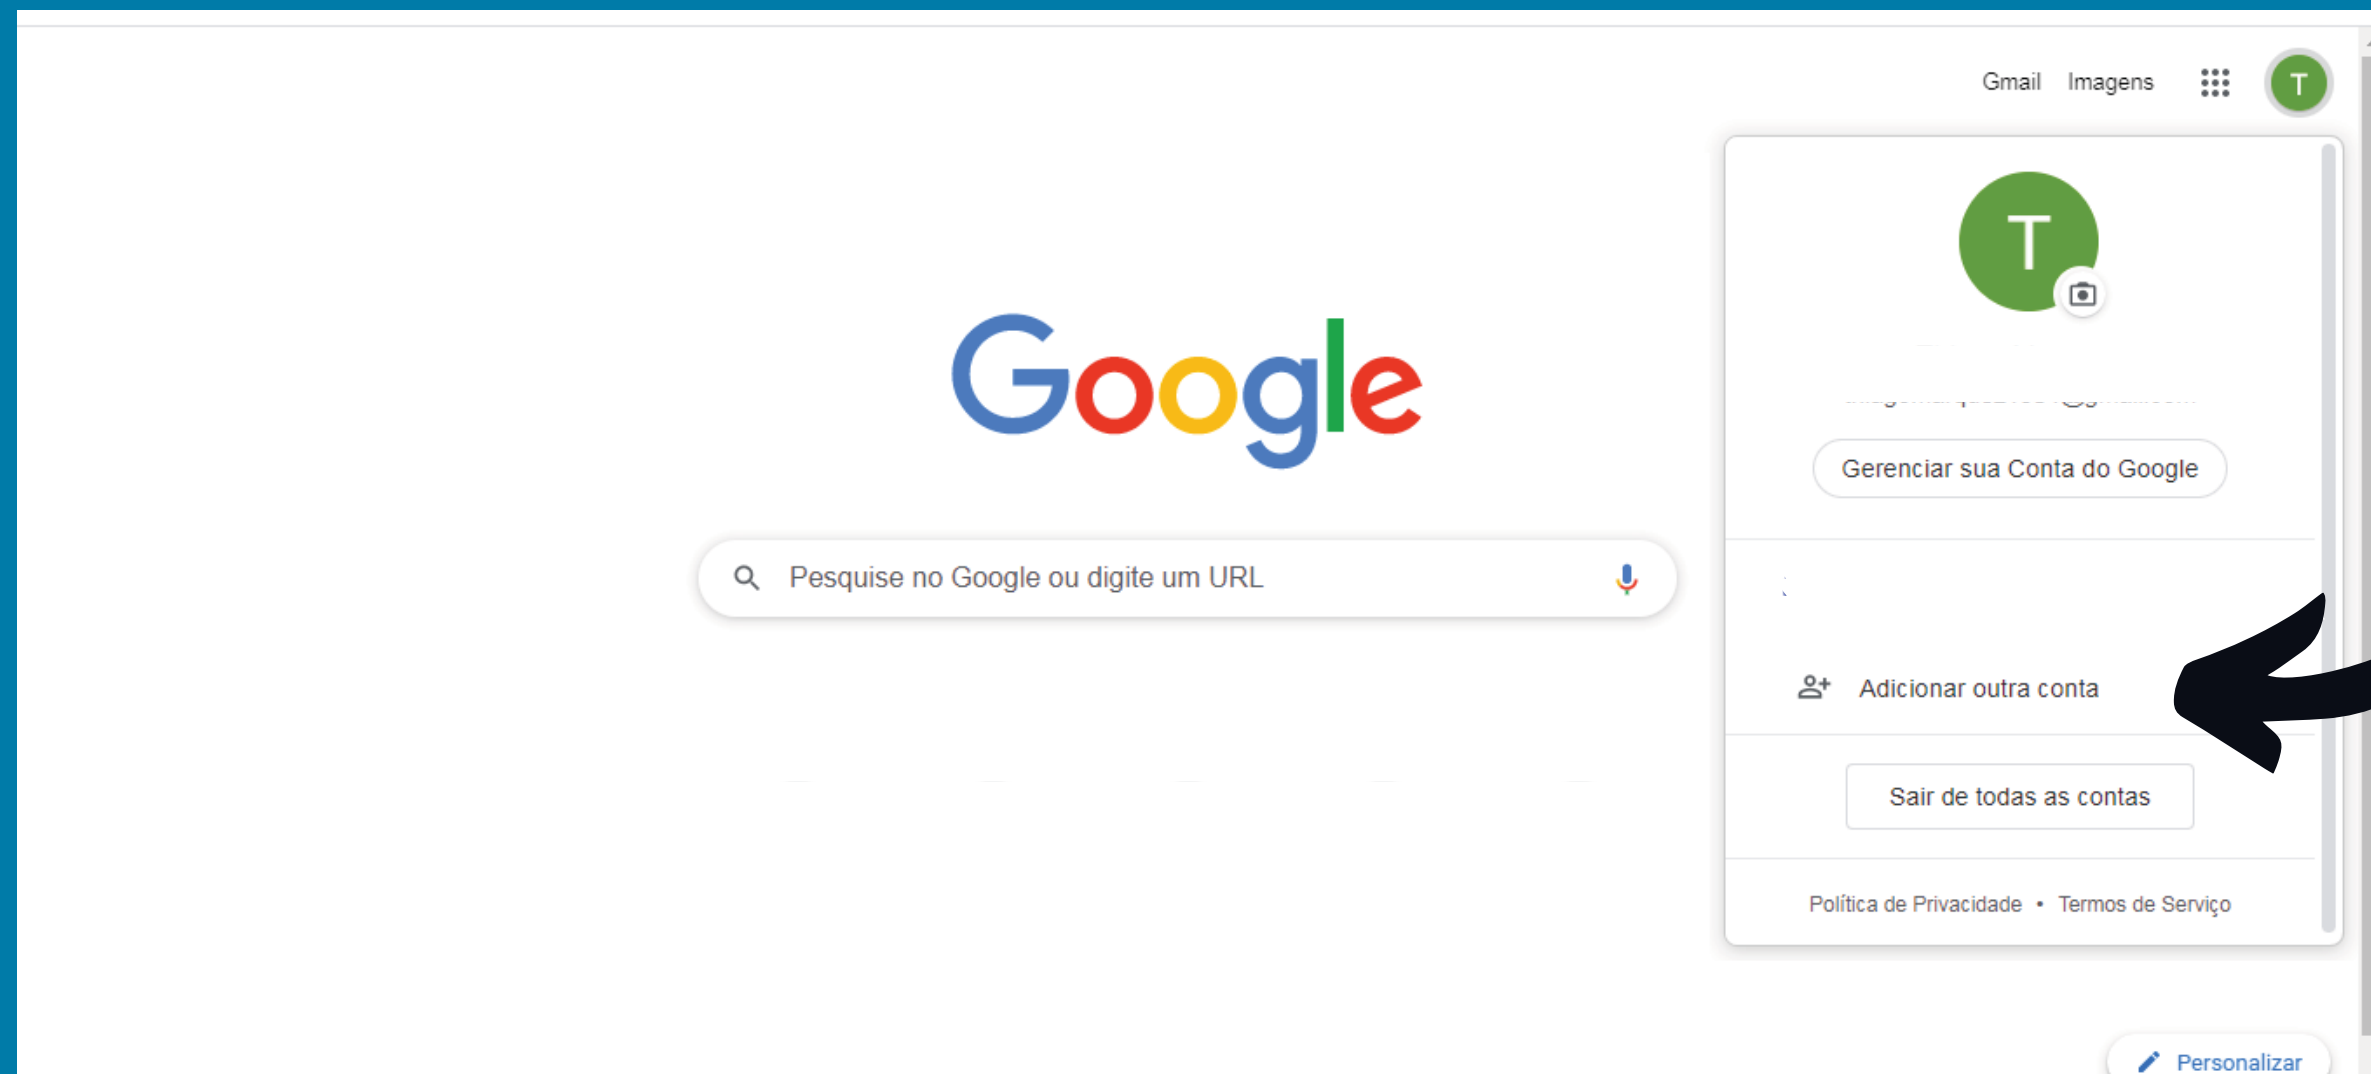 Gmail Imagens T
T
Google
Gerenciar sua Conta do Google
Pesquise no Google ou digite um URL
Adicionar outra conta
Sair de todas as contas
Política de Privacidade • Termos de Serviço
Personalizar